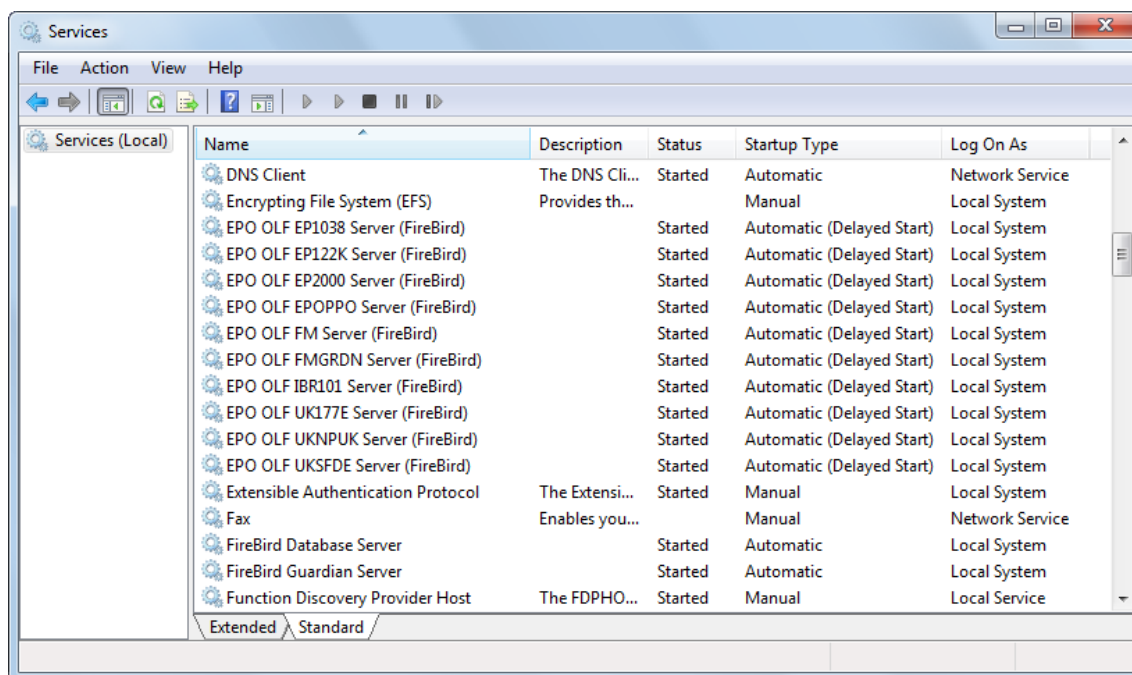 Services
File Action View Help
Services (Local)
Name Description Status Startup Type Log On As
DNS Client The DNS Cli... Started Automatic Network Service
Encrypting File System (EFS) Provides th... Manual Local System
EPO OLF EP1038 Server (FireBird) Started Automatic (Delayed Start) Local System
EPO OLF EP122K Server (FireBird) Started Automatic (Delayed Start) Local System
EPO OLF EP2000 Server (FireBird) Started Automatic (Delayed Start) Local System
EPO OLF EPOPPO Server (FireBird) Started Automatic (Delayed Start) Local System
EPO OLF FM Server (FireBird) Started Automatic (Delayed Start) Local System
EPO OLF FMGRDN Server (FireBird) Started Automatic (Delayed Start) Local System
EPO OLF IBR101 Server (FireBird) Started Automatic (Delayed Start) Local System
EPO OLF UK177E Server (FireBird) Started Automatic (Delayed Start) Local System
EPO OLF UKNPUK Server (FireBird) Started Automatic (Delayed Start) Local System
EPO OLF UKSFDE Server (FireBird) Started Automatic (Delayed Start) Local System
Extensible Authentication Protocol The Extensi... Started Manual Local System
Fax Enables you... Manual Network Service
FireBird Database Server Started Automatic Local System
FireBird Guardian Server Started Automatic Local System
Function Discovery Provider Host The FDPHO... Started Manual Local Service
Extended Standard